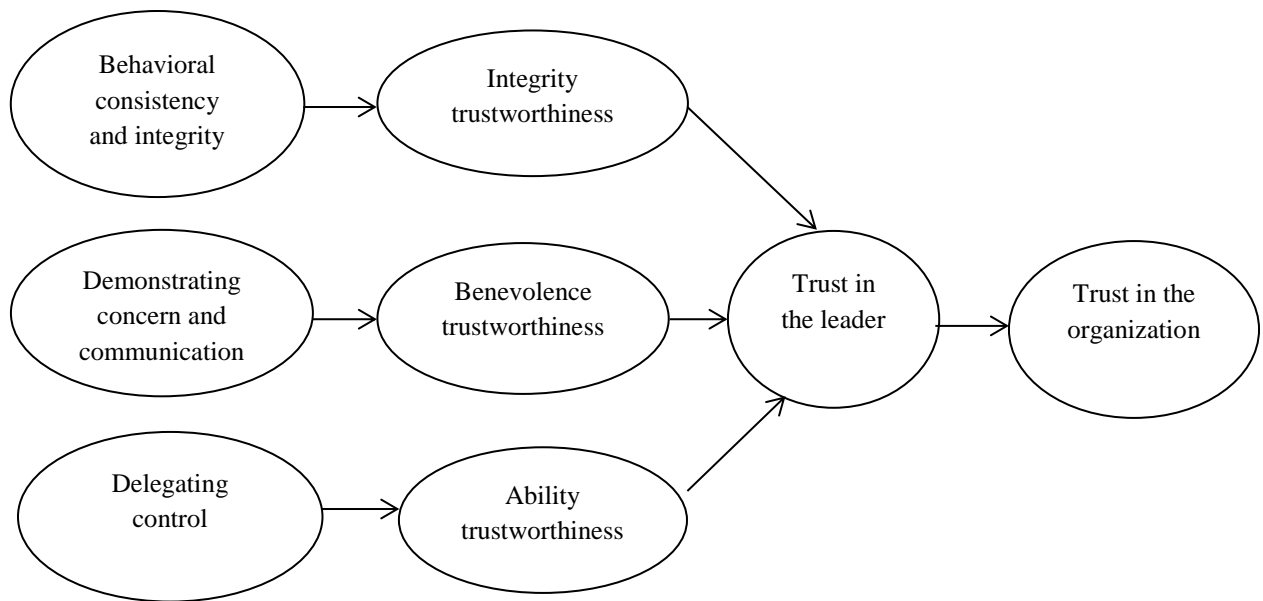 Behavioral
consistency
and integrity
Integrity
trustworthiness
Demonstrating
concern and
communication
Benevolence
trustworthiness
Trust in
the leader
Trust in the
organization
Delegating
control
Ability
trustworthiness